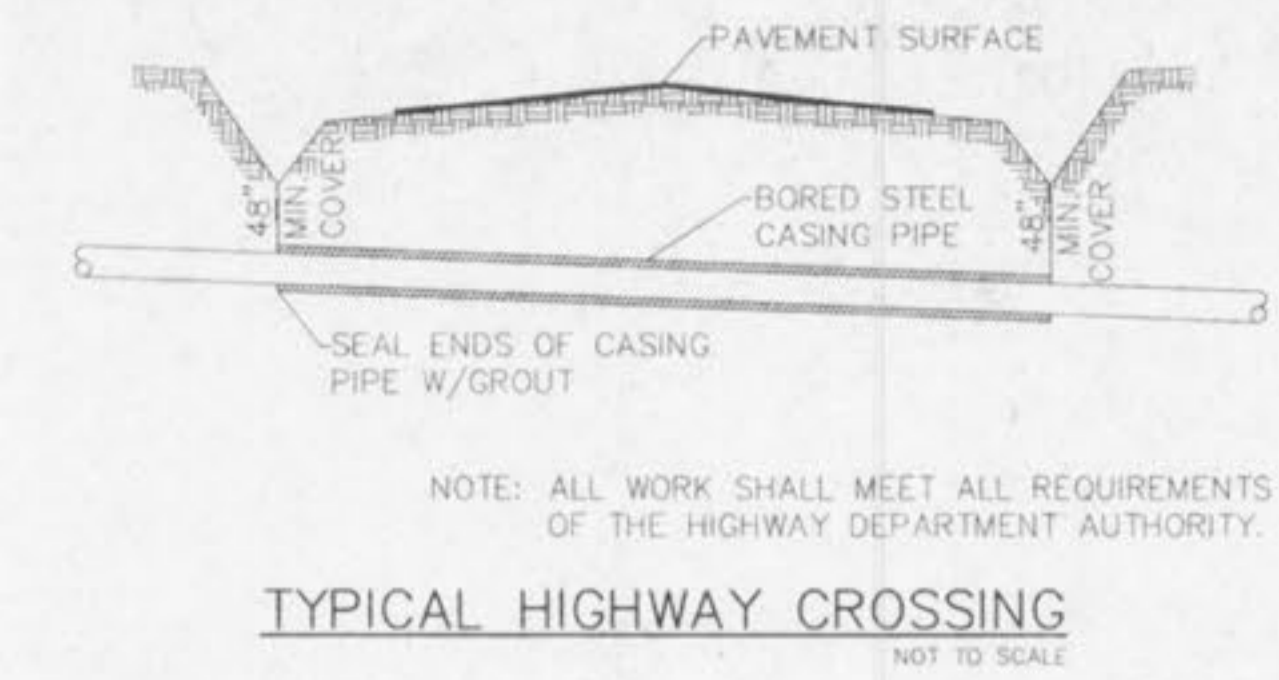 PAVEMENT SURFACE
48"
MIN.
COVER
BORED STEEL
CASING PIPE
48"
MIN.
COVER
SEAL ENDS OF CASING
PIPE W/GROUT
NOTE: ALL WORK SHALL MEET ALL REQUIREMENTS
OF THE HIGHWAY DEPARTMENT AUTHORITY.
TYPICAL HIGHWAY CROSSING
NOT TO SCALE